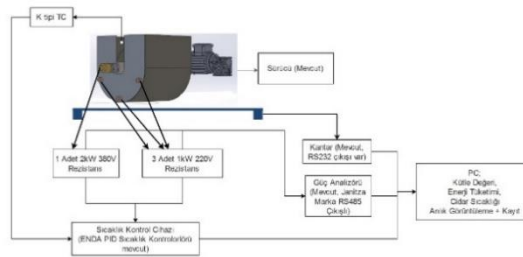 K tipi TC
Sürücü (Mevcut)
1 Adet 2kW 380V
Rezistans
3 Adet 1kW 220V
Rezistans
Kantar (Mevcut,
RS232 çıkışı var)
Güç Analizörü
(Mevcut, Janitza
Marka RS485
Çıkışlı)
PC;
Kütle Değeri,
Enerji Tüketimi,
Cidar Sıcaklığı
Anlık Görüntüleme + Kayıt
Sıcaklık Kontrol Cihazı
(ENDA PID Sıcaklık Kontrolörü
mevcut)